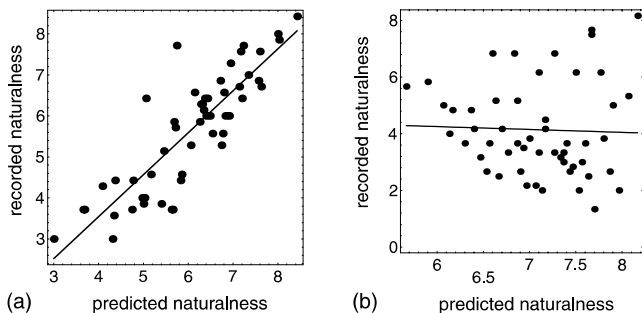 8
7
6
5
4
3
recorded naturalness
3 4 5 6 7 8
(a) predicted naturalness
8
6
4
2
0
recorded naturalness
6 6.5 7 7.5 8
(b) predicted naturalness